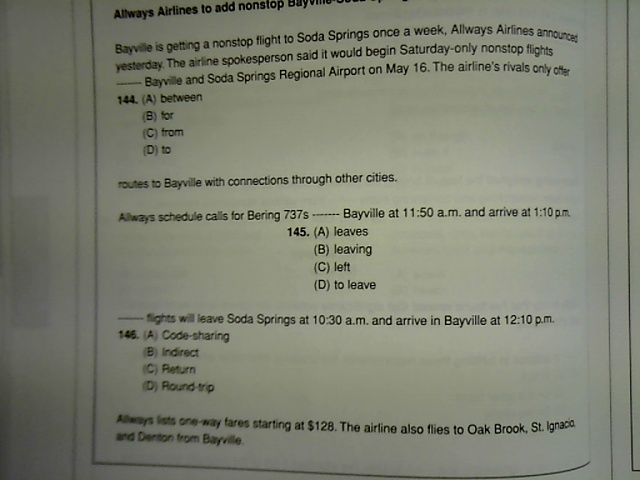 Allways Airlines to add nonstop Bayville-Soda
Bayville is getting a nonstop flight to Soda Springs once a week, Allways Airlines announced
yesterday. The airline spokesperson said it would begin Saturday-only nonstop flights
------- Bayville and Soda Springs Regional Airport on May 16. The airline's rivals only offer
144. (A) between
(B) for
(C) from
(D) to
routes to Bayville with connections through other cities.
Allways schedule calls for Bering 737s ------- Bayville at 11:50 a.m. and arrive at 1:10 p.m.
145. (A) leaves
(B) leaving
(C) left
(D) to leave
------- flights will leave Soda Springs at 10:30 a.m. and arrive in Bayville at 12:10 p.m.
146. (A) Code-sharing
(B) Indirect
(C) Return
(D) Round-trip
Allways lists one-way fares starting at $128. The airline also flies to Oak Brook, St. Ignacio,
and Denton from Bayville.